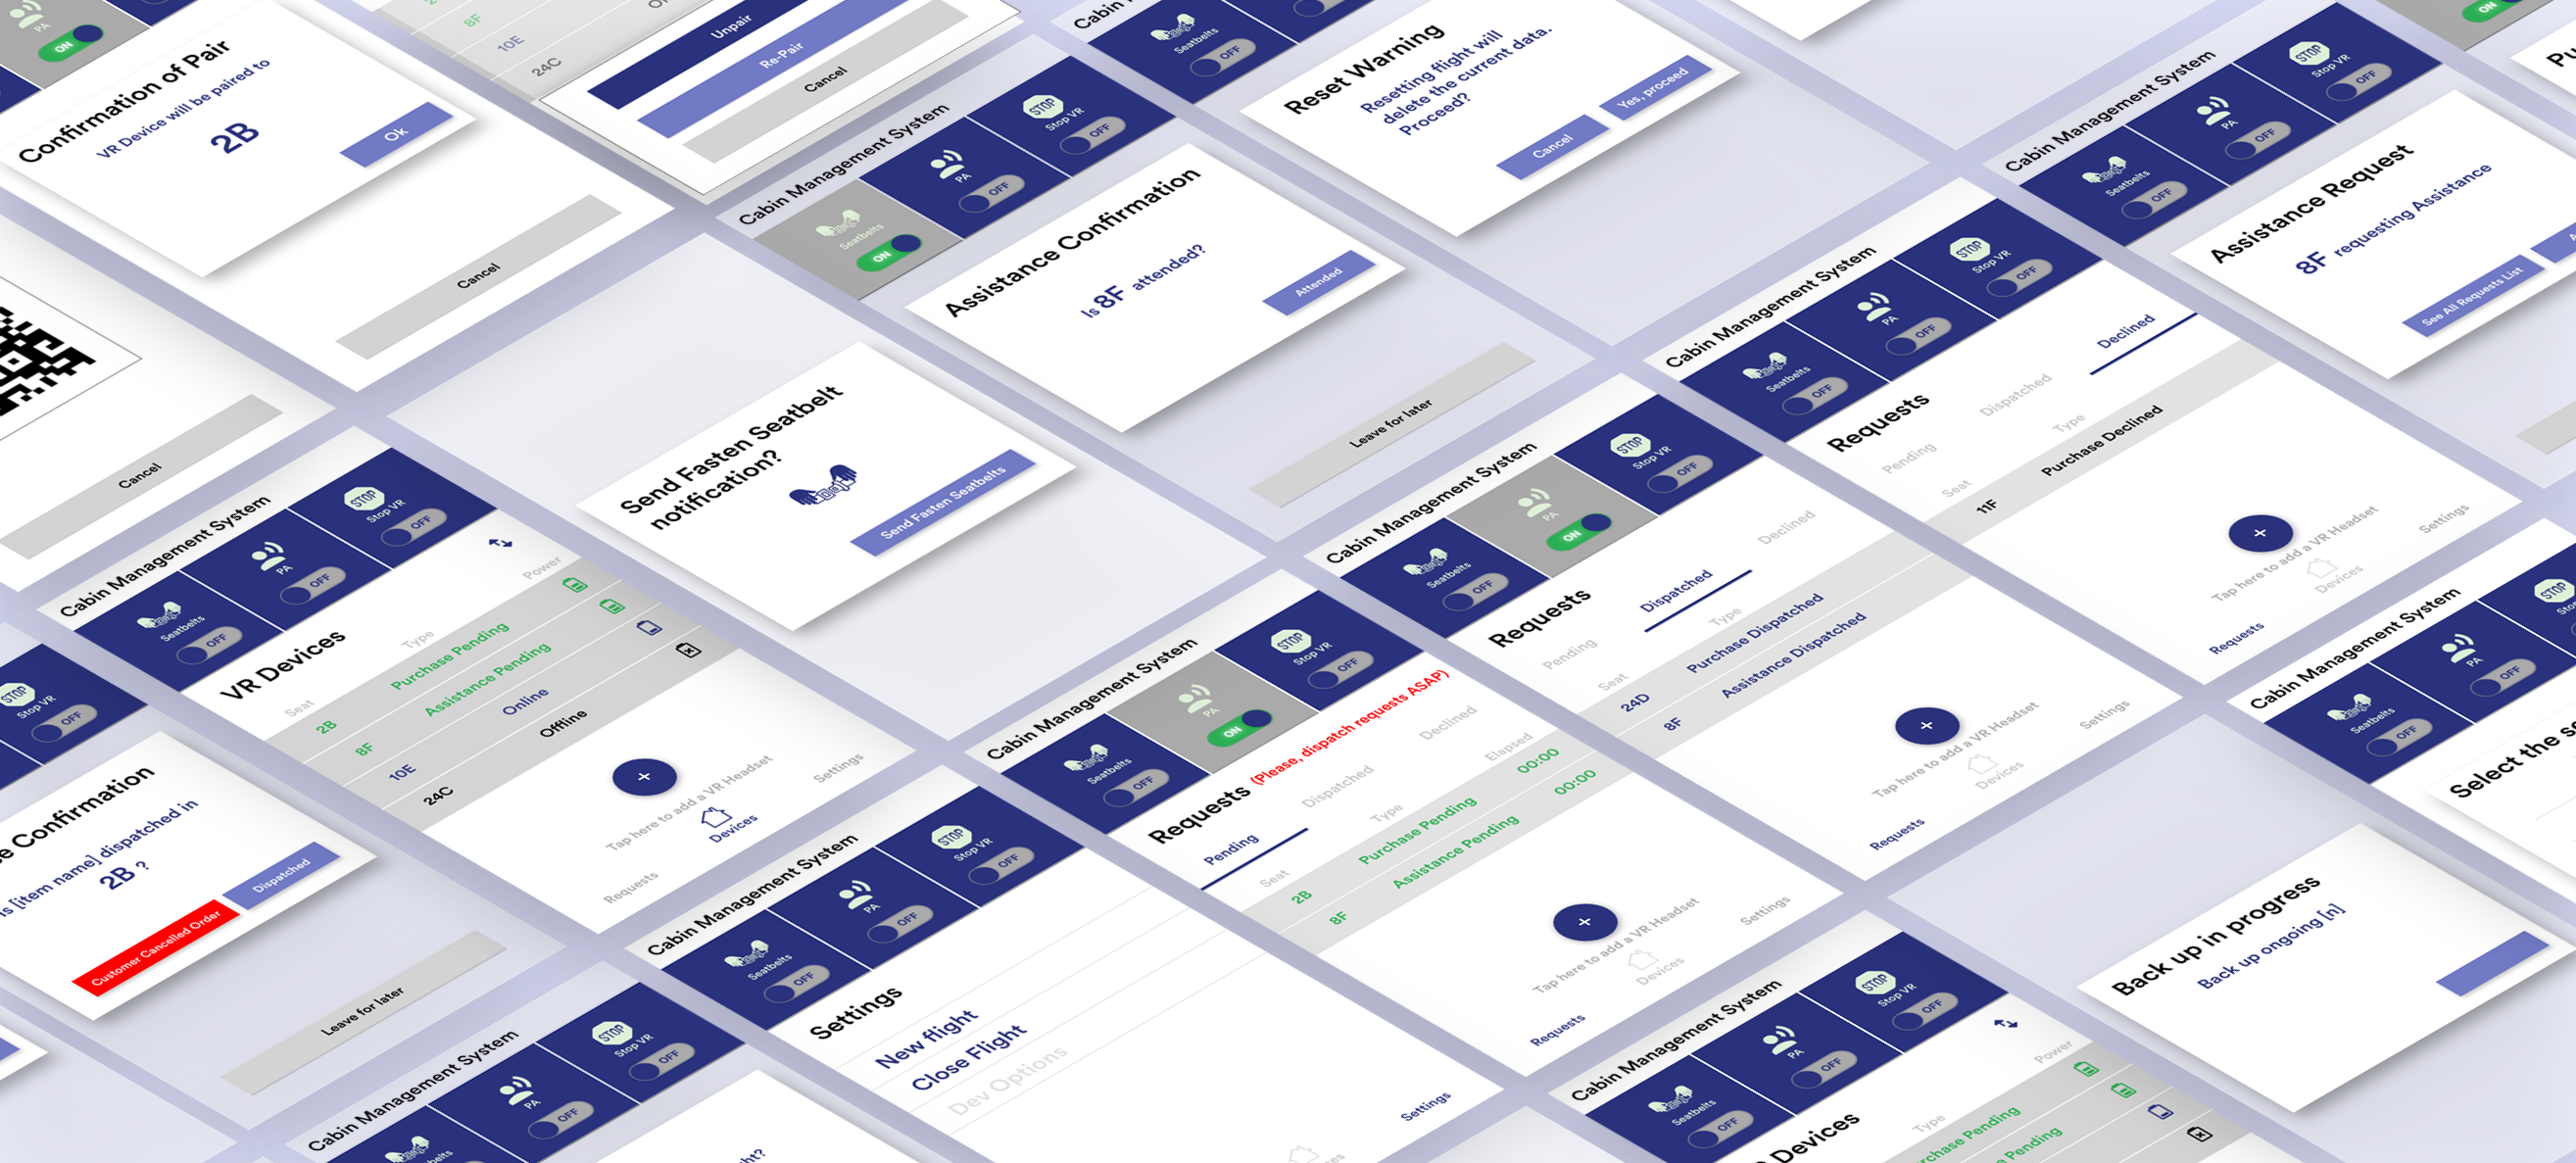 PA
ON
Confirmation of Pair
VR Device will be paired to
2B
Ok
Cancel
8F
10E
24C
Unpair
Re-Pair
Cancel
Cancel
Cabin Management System
Seatbelts
ON
PA
OFF
STOP
Stop VR
OFF
Assistance Confirmation
Is 8F attended?
Attended
Leave for later
Seatbelts
OFF
Reset Warning
Resetting flight will
delete the current data.
Proceed?
Cancel
Yes, proceed
Cabin Management System
Seatbelts
OFF
PA
OFF
STOP
Stop VR
OFF
Assistance Request
8F requesting Assistance
See All Requests List
ON
Send Fasten Seatbelt
notification?
Send Fasten Seatbelts
Cabin Management System
Seatbelts
OFF
PA
OFF
STOP
Stop VR
OFF
Requests
Pending
Dispatched
Declined
Seat
Type
11F
Purchase Declined
+
Tap here to add a VR Headset
Requests
Devices
Settings
Cabin Management System
Seatbelts
OFF
PA
ON
STOP
Stop VR
OFF
Requests
Pending
Dispatched
Declined
Seat
Type
24D
Purchase Dispatched
8F
Assistance Dispatched
+
Tap here to add a VR Headset
Requests
Devices
Settings
Cabin Management System
Seatbelts
OFF
PA
OFF
STOP
Stop VR
OFF
VR Devices
Seat
Type
Power
2B
Purchase Pending
8F
Assistance Pending
10E
Online
24C
Offline
+
Tap here to add a VR Headset
Requests
Devices
Settings
Cabin Management System
Seatbelts
OFF
PA
ON
STOP
Stop VR
OFF
Requests
(Please, dispatch requests ASAP)
Pending
Dispatched
Declined
Seat
Type
Elapsed
2B
Purchase Pending
00:00
8F
Assistance Pending
00:00
+
Tap here to add a VR Headset
Requests
Devices
Settings
STOP
Stop VR
OFF
Confirmation
Is [item name] dispatched in
2B ?
Customer Cancelled Order
Dispatched
Leave for later
Cabin Management System
Seatbelts
OFF
PA
OFF
STOP
Stop VR
OFF
Settings
New flight
Close Flight
Dev Options
Settings
Cabin Management System
Seatbelts
OFF
PA
OFF
STOP
Select the
Back up in progress
Back up ongoing [n]
Cabin Management System
PA
OFF
STOP
Stop VR
OFF
Cabin Management System
Seatbelts
OFF
PA
OFF
STOP
Stop VR
OFF
Devices
Type
Power
Pending
Pending